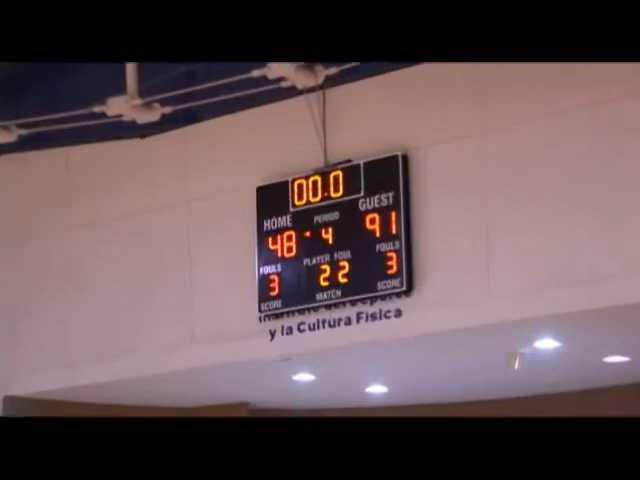 00.0
HOME PERIOD GUEST
48 4 91
FOULS PLAYER FOUL FOULS
3 22 3
SCORE MATCH SCORE
y la Cultura Física